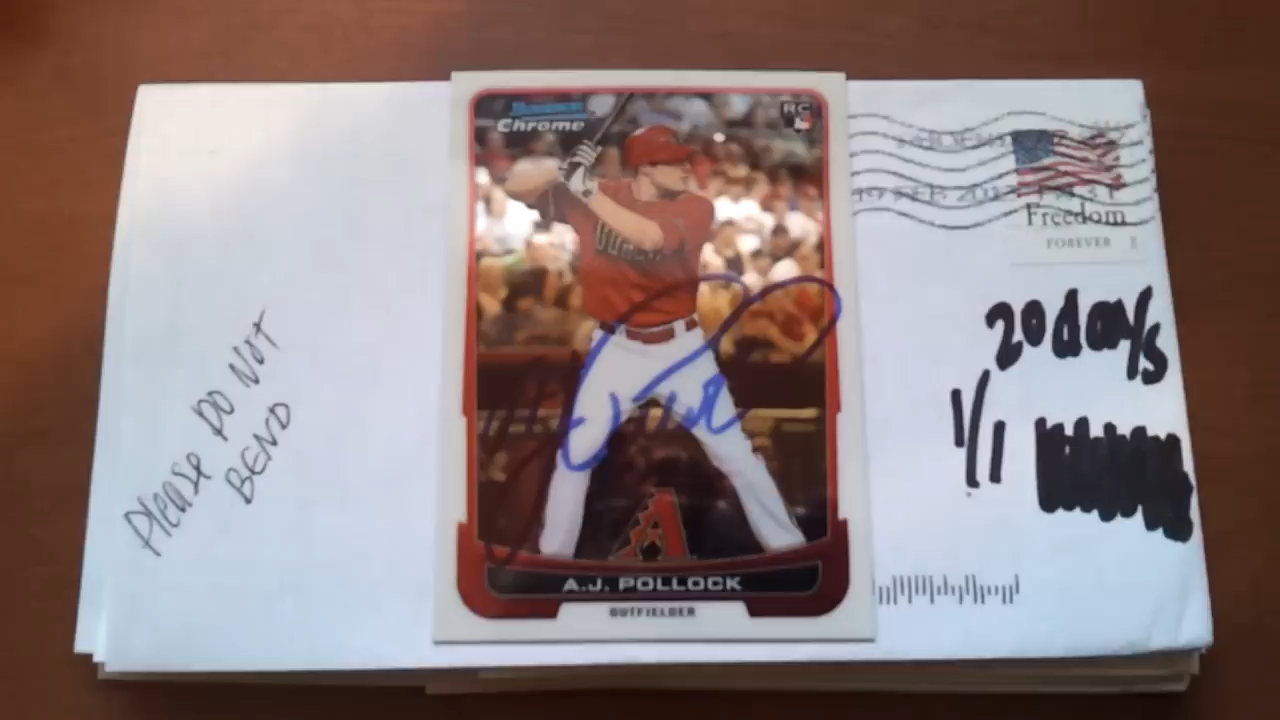 Please DO NOT
BEND
BOWMAN
Chrome
RC
A
A.J. POLLOCK
OUTFIELDER
Freedom
FOREVER
20 days
1/1